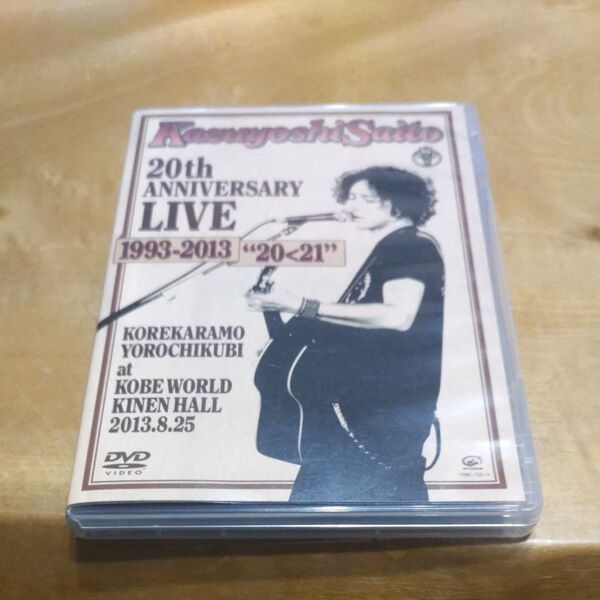 Kazuyoshi Saito
20th
ANNIVERSARY
LIVE
1993-2013 “20<21”
KOREKARAMO
YOROCHIKUBI
at
KOBE WORLD
KINEN HALL
2013.8.25
DVD
VIDEO